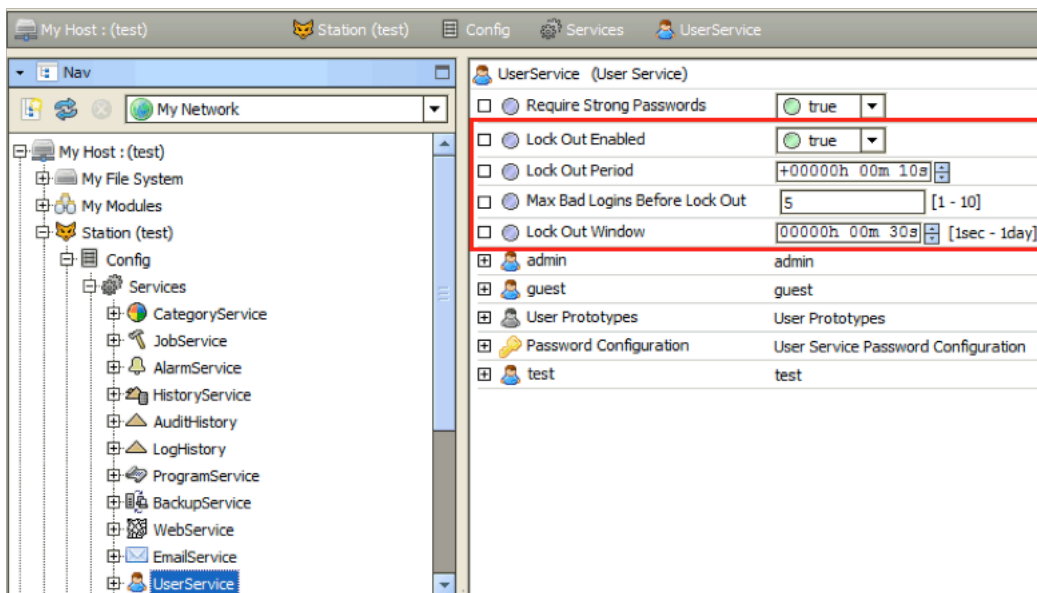 My Host : (test) Station (test) Config Services UserService
Nav
My Network
My Host : (test)
My File System
My Modules
Station (test)
Config
Services
CategoryService
JobService
AlarmService
HistoryService
AuditHistory
LogHistory
ProgramService
BackupService
WebService
EmailService
UserService
UserService (User Service)
Require Strong Passwords true
Lock Out Enabled true
Lock Out Period +00000h 00m 10s
Max Bad Logins Before Lock Out 5 [1 - 10]
Lock Out Window 00000h 00m 30s [1sec - 1day]
admin admin
guest guest
User Prototypes User Prototypes
Password Configuration User Service Password Configuration
test test